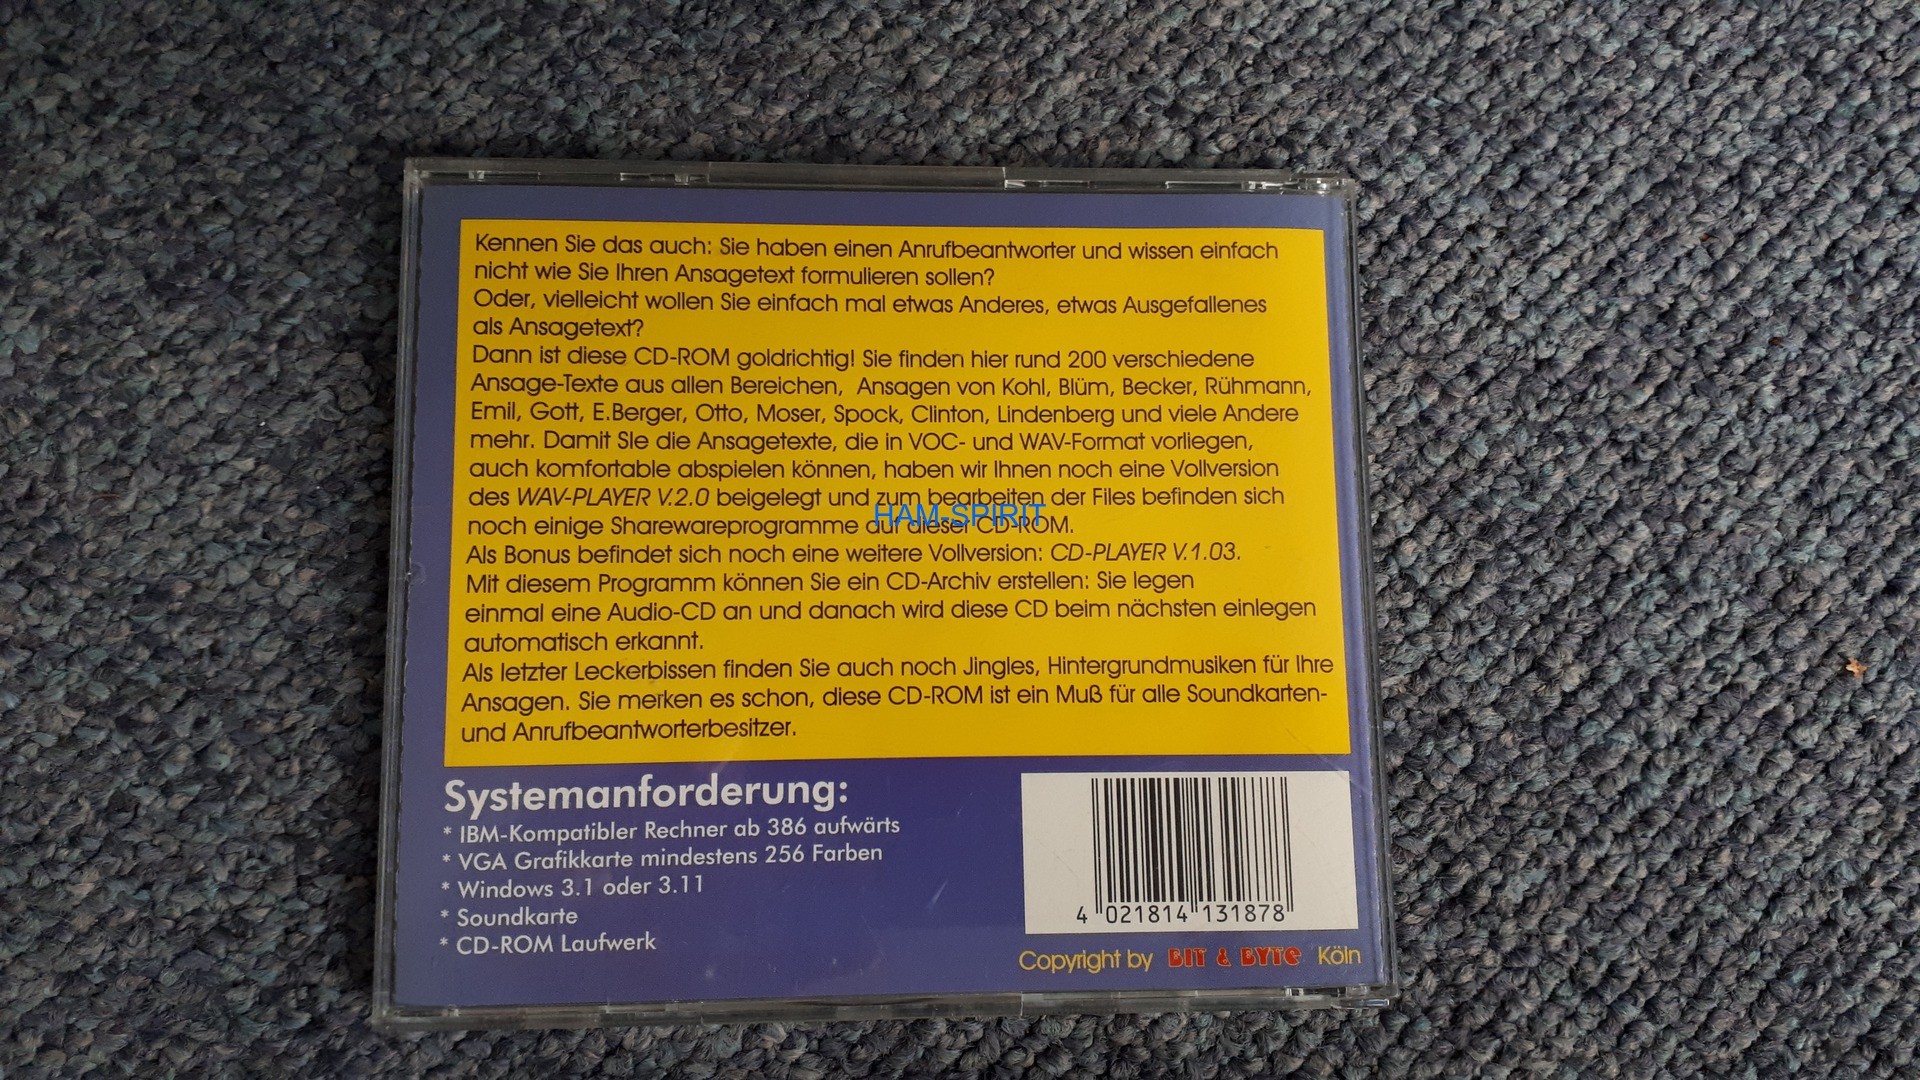 Kennen Sie das auch: Sie haben einen Anrufbeantworter und wissen einfach
nicht wie Sie Ihren Ansagetext formulieren sollen?
Oder, vielleicht wollen Sie einfach mal etwas Anderes, etwas Ausgefallenes
als Ansagetext?
Dann ist diese CD-ROM goldrichtig! Sie finden hier rund 200 verschiedene
Ansage-Texte aus allen Bereichen, Ansagen von Kohl, Blüm, Becker, Rühmann,
Emil, Gott, E.Berger, Otto, Moser, Spock, Clinton, Lindenberg und viele Andere
mehr. Damit SIe die Ansagetexte, die in VOC- und WAV-Format vorliegen,
auch komfortable abspielen können, haben wir Ihnen noch eine Vollversion
des WAV-PLAYER V.2.0 beigelegt und zum bearbeiten der Files befinden sich
noch einige Sharewareprogramme auf dieser CD-ROM.
HAM-SPIRIT
Als Bonus befindet sich noch eine weitere Vollversion: CD-PLAYER V.1.03.
Mit diesem Programm können Sie ein CD-Archiv erstellen: Sie legen
einmal eine Audio-CD an und danach wird diese CD beim nächsten einlegen
automatisch erkannt.
Als letzter Leckerbissen finden Sie auch noch Jingles, Hintergrundmusiken für Ihre
Ansagen. Sie merken es schon, diese CD-ROM ist ein Muß für alle Soundkarten-
und Anrufbeantworterbesitzer.
Systemanforderung:
* IBM-Kompatibler Rechner ab 386 aufwärts
* VGA Grafikkarte mindestens 256 Farben
* Windows 3.1 oder 3.11
* Soundkarte
* CD-ROM Laufwerk
4 021814 131878
Copyright by BIT & BYTE Köln